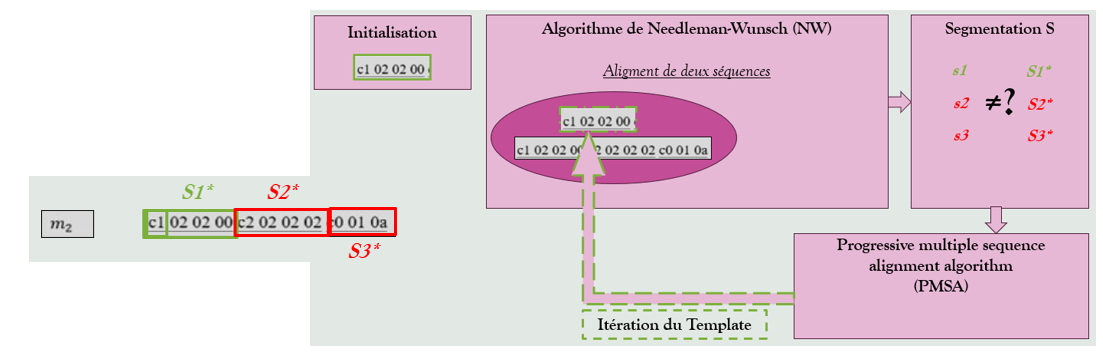 Initialisation
c1 02 02 00
Algorithme de Needleman-Wunsch (NW)
Aligment de deux séquences
c1 02 02 00
c1 02 02 00 02 02 02 02 c0 01 0a
Segmentation S
s1 S1*
s2 ≠? S2*
s3 S3*
S1* S2*
m₂ c1 02 02 00 c2 02 02 02 c0 01 0a
S3*
Progressive multiple sequence
alignment algorithm
(PMSA)
Itération du Template